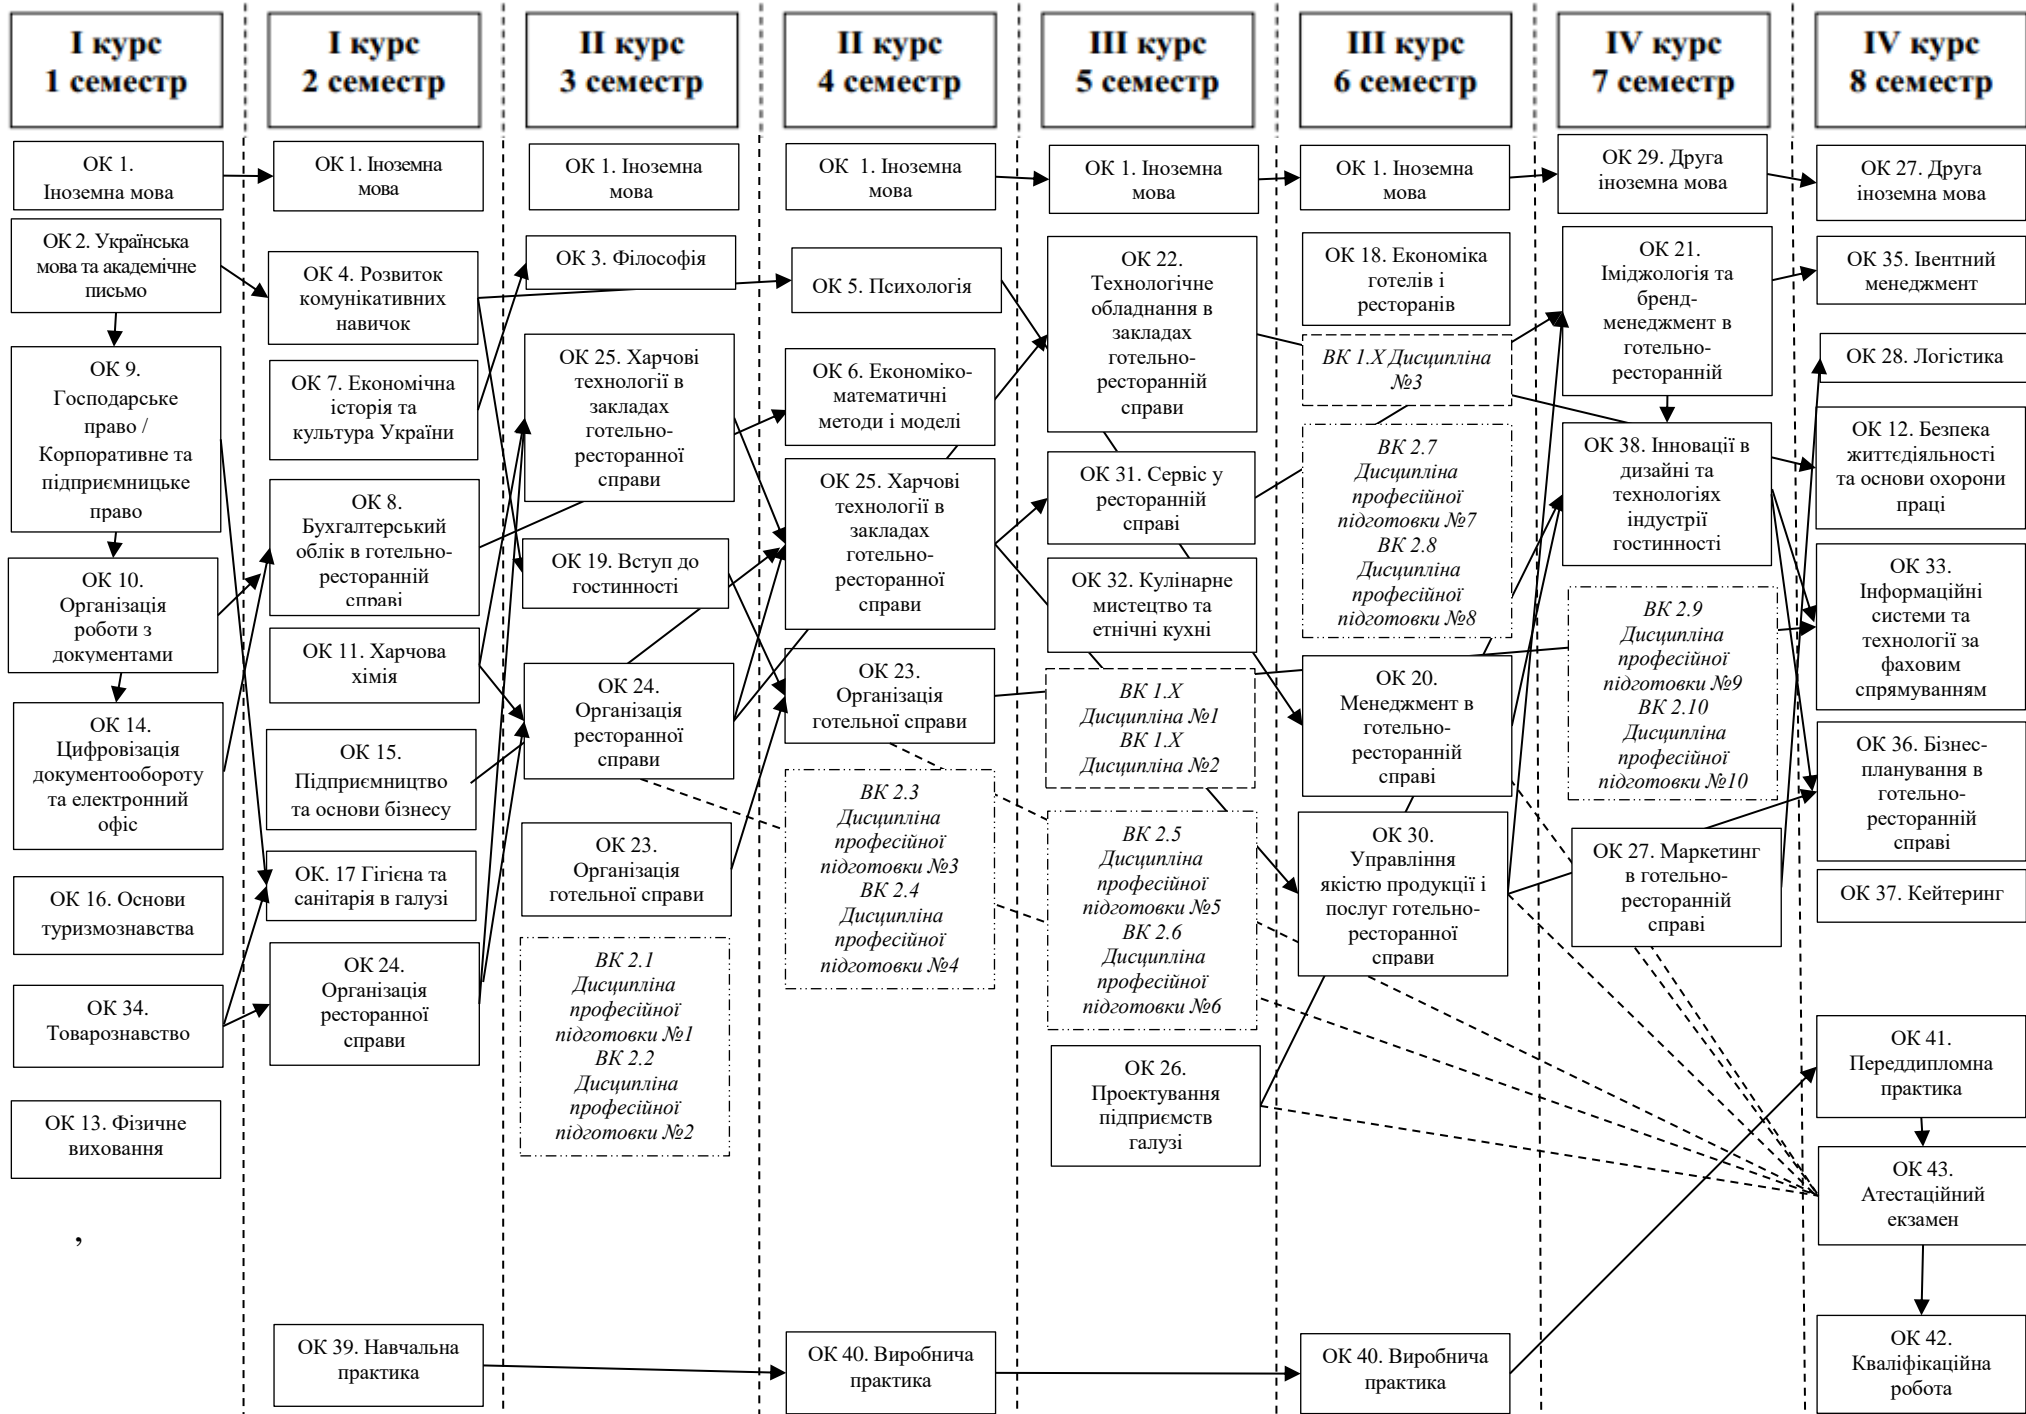 I курс
1 семестр
ОК 1.
Іноземна мова
ОК 2. Українська
мова та академічне
письмо
ОК 9.
Господарське
право /
Корпоративне та
підприємницьке
право
ОК 10.
Організація
роботи з
документами
ОК 14.
Цифровізація
документообороту
та електронний
офіс
ОК 16. Основи
туризмознавства
ОК 34.
Товарознавство
ОК 13. Фізичне
виховання
,
I курс
2 семестр
ОК 1. Іноземна
мова
ОК 4. Розвиток
комунікативних
навичок
ОК 7. Економічна
історія та
культура України
ОК 8.
Бухгалтерський
облік в готельно-
ресторанній
справі
ОК 11. Харчова
хімія
ОК 15.
Підприємництво
та основи бізнесу
ОК. 17 Гігієна та
санітарія в галузі
ОК 24.
Організація
ресторанної
справи
ОК 39. Навчальна
практика
II курс
3 семестр
ОК 1. Іноземна
мова
ОК 3. Філософія
ОК 25. Харчові
технології в
закладах
готельно-
ресторанної
справи
ОК 19. Вступ до
гостинності
ОК 24.
Організація
ресторанної
справи
ОК 23.
Організація
готельної справи
ВК 2.1
Дисципліна
професійної
підготовки №1
ВК 2.2
Дисципліна
професійної
підготовки №2
II курс
4 семестр
ОК 1. Іноземна
мова
ОК 5. Психологія
ОК 6. Економіко-
математичні
методи і моделі
ОК 25. Харчові
технології в
закладах
готельно-
ресторанної
справи
ОК 23.
Організація
готельної справи
ВК 2.3
Дисципліна
професійної
підготовки №3
ВК 2.4
Дисципліна
професійної
підготовки №4
ОК 40. Виробнича
практика
III курс
5 семестр
ОК 1. Іноземна
мова
ОК 22.
Технологічне
обладнання в
закладах
готельно-
ресторанній
справи
ОК 31. Сервіс у
ресторанній
справі
ОК 32. Кулінарне
мистецтво та
етнічні кухні
ВК 1.Х
Дисципліна №1
ВК 1.Х
Дисципліна №2
ВК 2.5
Дисципліна
професійної
підготовки №5
ВК 2.6
Дисципліна
професійної
підготовки №6
ОК 26.
Проектування
підприємств
галузі
III курс
6 семестр
ОК 1. Іноземна
мова
ОК 18. Економіка
готелів і
ресторанів
ВК 1.Х Дисципліна
№3
ВК 2.7
Дисципліна
професійної
підготовки №7
ВК 2.8
Дисципліна
професійної
підготовки №8
ОК 20.
Менеджмент в
готельно-
ресторанній
справі
ОК 30.
Управління
якістю продукції і
послуг готельно-
ресторанної
справи
ОК 40. Виробнича
практика
IV курс
7 семестр
ОК 29. Друга
іноземна мова
ОК 21.
Іміджологія та
бренд-
менеджмент в
готельно-
ресторанній
ОК 38. Інновації в
дизайні та
технологіях
індустрії
гостинності
ВК 2.9
Дисципліна
професійної
підготовки №9
ВК 2.10
Дисципліна
професійної
підготовки №10
ОК 27. Маркетинг
в готельно-
ресторанній
справі
IV курс
8 семестр
ОК 27. Друга
іноземна мова
ОК 35. Івентний
менеджмент
ОК 28. Логістика
ОК 12. Безпека
життєдіяльності
та основи охорони
праці
ОК 33.
Інформаційні
системи та
технології за
фаховим
спрямуванням
ОК 36. Бізнес-
планування в
готельно-
ресторанній
справі
ОК 37. Кейтеринг
ОК 41.
Переддипломна
практика
ОК 43.
Атестаційний
екзамен
ОК 42.
Кваліфікаційна
робота